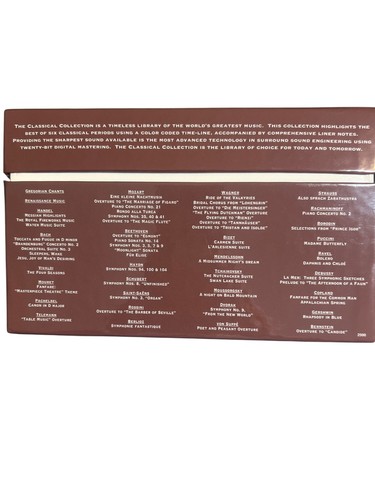 The Classical Collection is a timeless library of the world's greatest music. This collection highlights the
best of six classical periods using a color coded time-line, accompanied by comprehensive liner notes.
Providing the sharpest sound available is the most advanced technology in surround sound engineering using
twenty-bit digital mastering. The Classical Collection is the library of choice for today and tomorrow.
Gregorian Chants
Renaissance Music
Handel
Messiah Highlights
The Royal Fireworks Music
Water Music Suite
Bach
Toccata and Fugue in D minor
"Brandenburg" Concerto 2
Orchestral Suite 3
Sleepers, Wake
Jesu, Joy of Man's Desiring
Vivaldi
The Four Seasons
Mouret
Fanfare:
"Masterpiece Theatre" Theme
Pachelbel
Canon in D major
Telemann
"Table Music" Overture
Mozart
Eine kleine Nachtmusik
Overture to "The Marriage of Figaro"
Piano Concerto No. 21
Rondo alla Turca
Symphony Nos. 35, 40 & 41
Overture to "The Magic Flute"
Beethoven
Overture to "Egmont"
Piano Sonata No. 14
Symphony Nos. 3, 5, 7 & 9
"Moonlight" Sonata
Für Elise
Haydn
Symphony Nos. 94, 100 & 104
Schubert
Symphony No. 8, "Unfinished"
Saint-Saëns
Symphony No. 3, "Organ"
Rossini
Overture to "The Barber of Seville"
Berlioz
Symphonie fantastique
Wagner
Ride of the Valkyries
Bridal Chorus from "Lohengrin"
Overture to "Die Meistersinger"
"The Flying Dutchman" Overture
Overture to "Rienzi"
Overture to "Tannhäuser"
Overture to "Tristan and Isolde"
Bizet
Carmen Suite
L'Arlésienne Suite
Mendelssohn
A Midsummer Night's Dream
Tchaikovsky
The Nutcracker Suite
Swan Lake Suite
Moussorgsky
A Night on Bald Mountain
Dvorak
Symphony No. 9,
"From the New World"
von Suppé
Poet and Peasant Overture
Strauss
Also sprach Zarathustra
Rachmaninoff
Piano Concerto No. 2
Borodin
Selections from "Prince Igor"
Puccini
Madame Butterfly
Ravel
Bolero
Daphnis and Chloé
Debussy
La Mer: Three Symphonic Sketches
Prelude to "The Afternoon of a Faun"
Copland
Fanfare for the Common Man
Appalachian Spring
Gershwin
Rhapsody in Blue
Bernstein
Overture to "Candide"